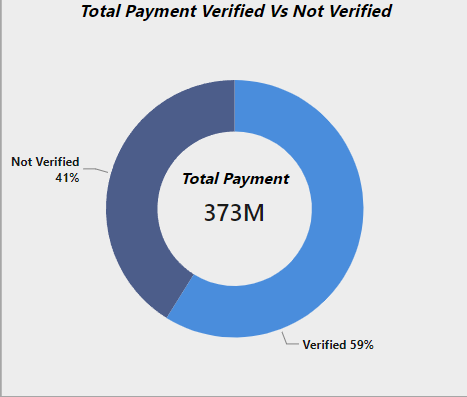 Total Payment Verified Vs Not Verified
Not Verified
41%
Total Payment
373M
Verified 59%